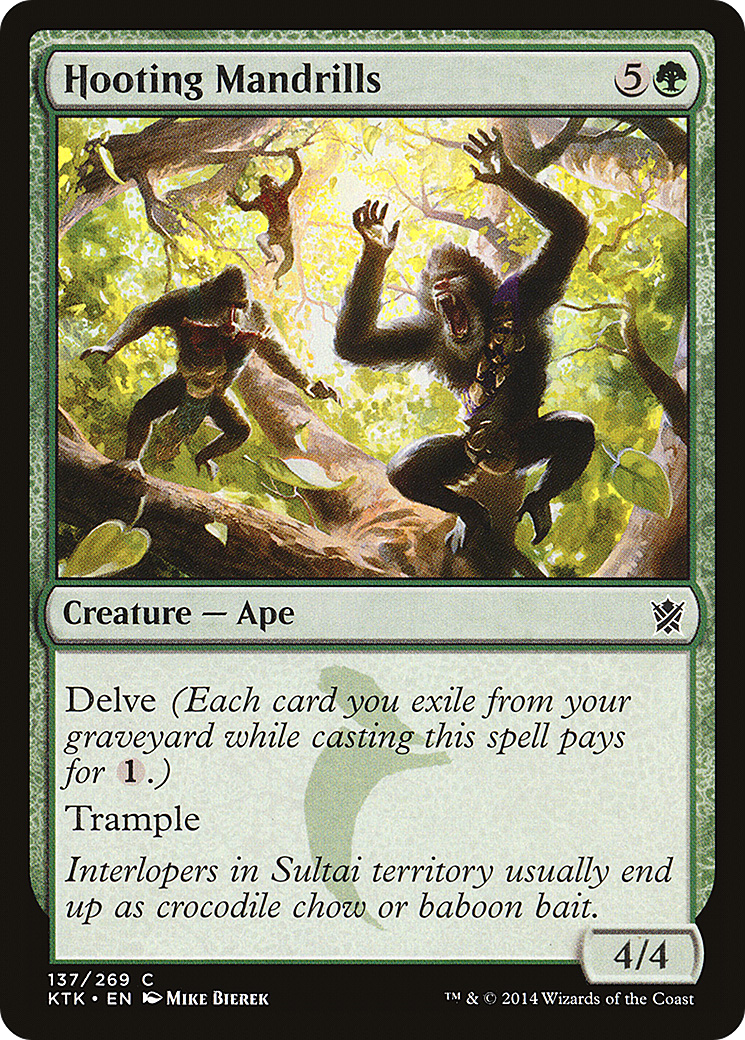 Hooting Mandrills 5
Creature — Ape
Delve (Each card you exile from your
graveyard while casting this spell pays
for 1.)
Trample
Interlopers in Sultai territory usually end
up as crocodile chow or baboon bait.
4/4
137/269 C
KTK • EN Mike Bierek
™ & © 2014 Wizards of the Coast